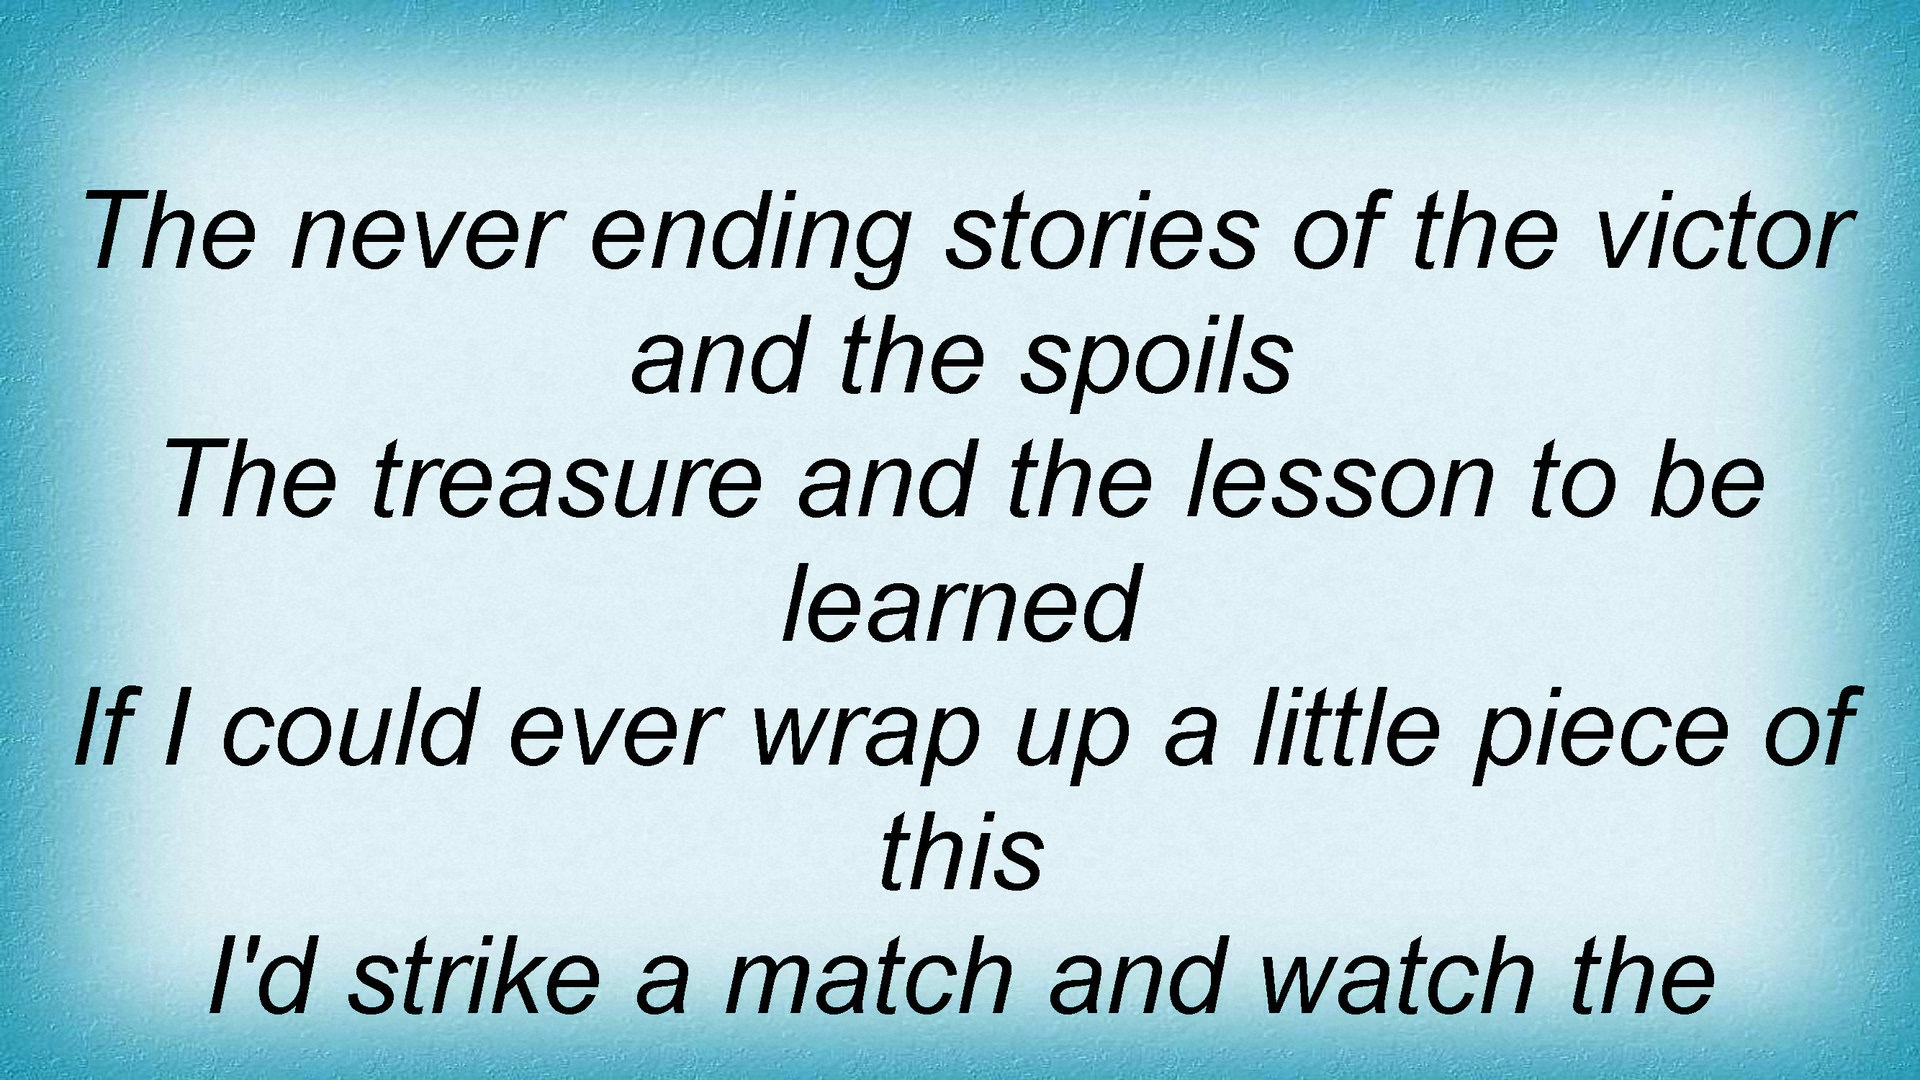 The never ending stories of the victor
and the spoils
The treasure and the lesson to be
learned
If I could ever wrap up a little piece of
this
I'd strike a match and watch the